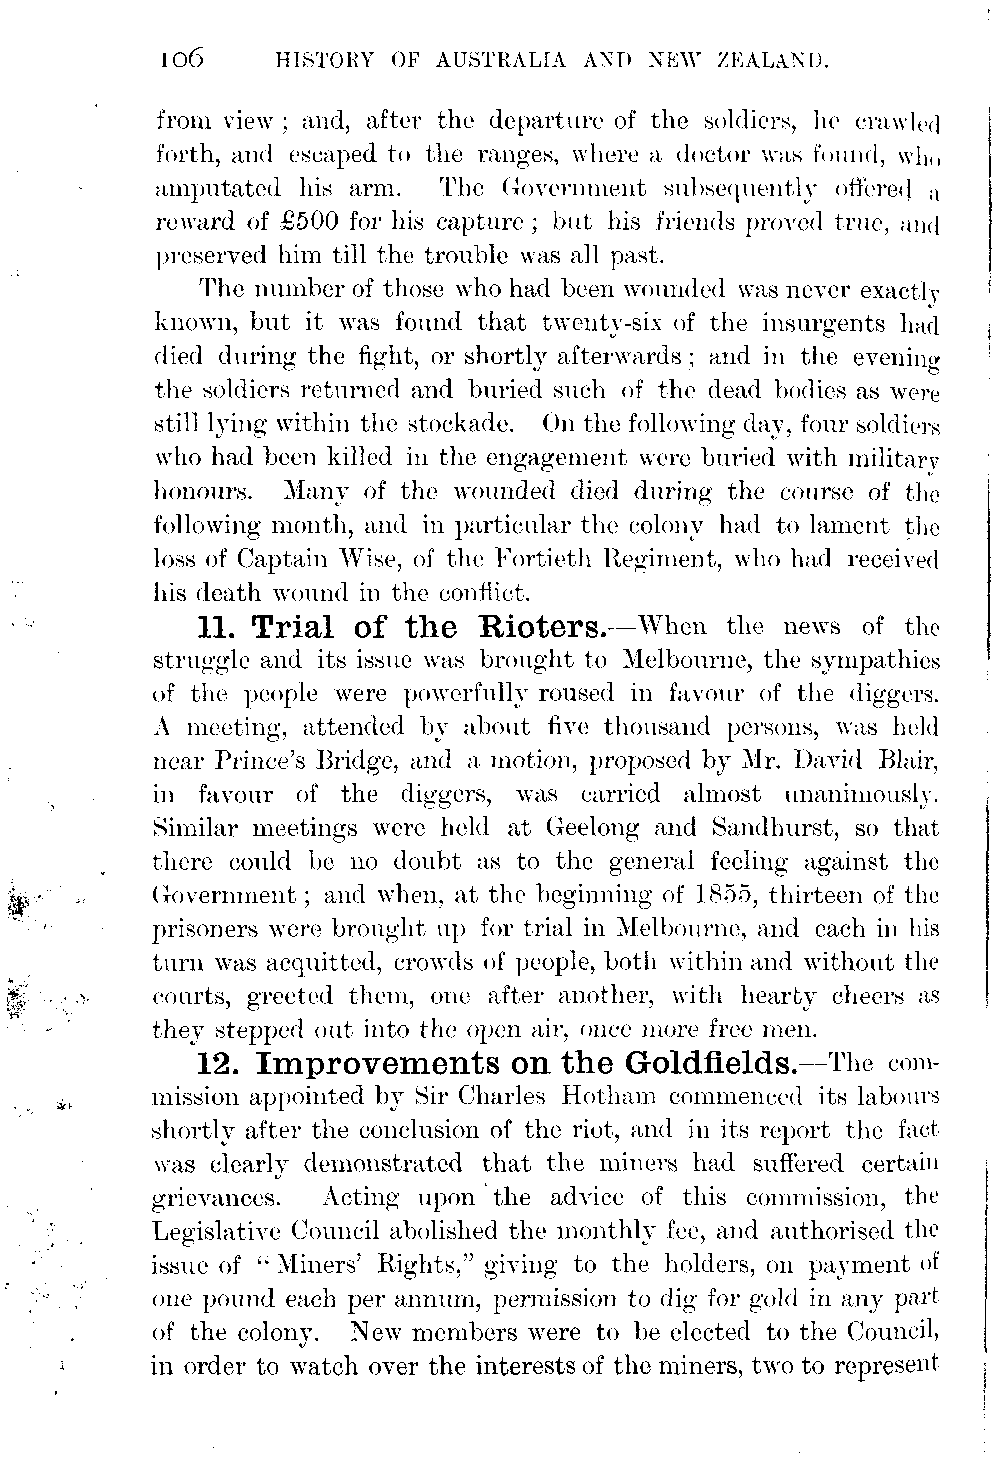 106 HISTORY OF AUSTRALIA AND NEW ZEALAND.
from view; and, after the departure of the soldiers, he crawled
forth, and escaped to the ranges, where a doctor was found, who
amputated his arm. The Government subsequently offered a
reward of £500 for his capture; but his friends proved true, and
preserved him till the trouble was all past.
The number of those who had been wounded was never exactly
known, but it was found that twenty-six of the insurgents had
died during the fight, or shortly afterwards; and in the evening
the soldiers returned and buried such of the dead bodies as were
still lying within the stockade. On the following day, four soldiers
who had been killed in the engagement were buried with military
honours. Many of the wounded died during the course of the
following month, and in particular the colony had to lament the
loss of Captain Wise, of the Fortieth Regiment, who had received
his death wound in the conflict.
11. Trial of the Rioters.—When the news of the
struggle and its issue was brought to Melbourne, the sympathies
of the people were powerfully roused in favour of the diggers.
A meeting, attended by about five thousand persons, was held
near Prince's Bridge, and a motion, proposed by Mr. David Blair,
in favour of the diggers, was carried almost unanimously.
Similar meetings were held at Geelong and Sandhurst, so that
there could be no doubt as to the general feeling against the
Government; and when, at the beginning of 1855, thirteen of the
prisoners were brought up for trial in Melbourne, and each in his
turn was acquitted, crowds of people, both within and without the
courts, greeted them, one after another, with hearty cheers as
they stepped out into the open air, once more free men.
12. Improvements on the Goldfields.—The com-
mission appointed by Sir Charles Hotham commenced its labours
shortly after the conclusion of the riot, and in its report the fact
was clearly demonstrated that the miners had suffered certain
grievances. Acting upon the advice of this commission, the
Legislative Council abolished the monthly fee, and authorised the
issue of "Miners' Rights," giving to the holders, on payment of
one pound each per annum, permission to dig for gold in any part
of the colony. New members were to be elected to the Council,
in order to watch over the interests of the miners, two to represent